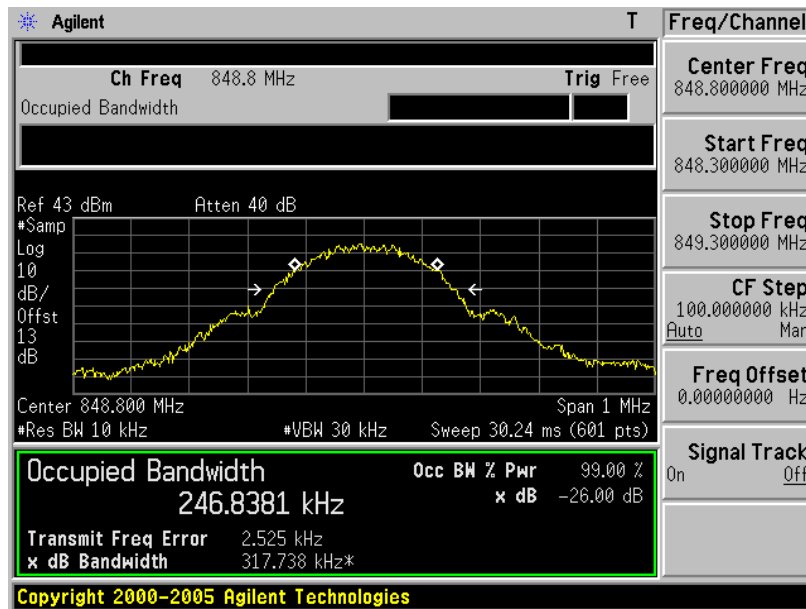 Agilent T
Ch Freq 848.8 MHz Trig Free
Occupied Bandwidth
Ref 43 dBm Atten 40 dB
#Samp
Log
10
dB/
Offst
13
dB
Center 848.800 MHz Span 1 MHz
#Res BW 10 kHz #VBW 30 kHz Sweep 30.24 ms (601 pts)
Occupied Bandwidth Occ BW % Pwr 99.00 %
246.8381 kHz x dB -26.00 dB
Transmit Freq Error 2.525 kHz
x dB Bandwidth 317.738 kHz*
Copyright 2000-2005 Agilent Technologies
Freq/Channel
Center Freq
848.800000 MHz
Start Freq
848.300000 MHz
Stop Freq
849.300000 MHz
CF Step
100.000000 kHz
Auto Man
Freq Offset
0.00000000 Hz
Signal Track
On Off